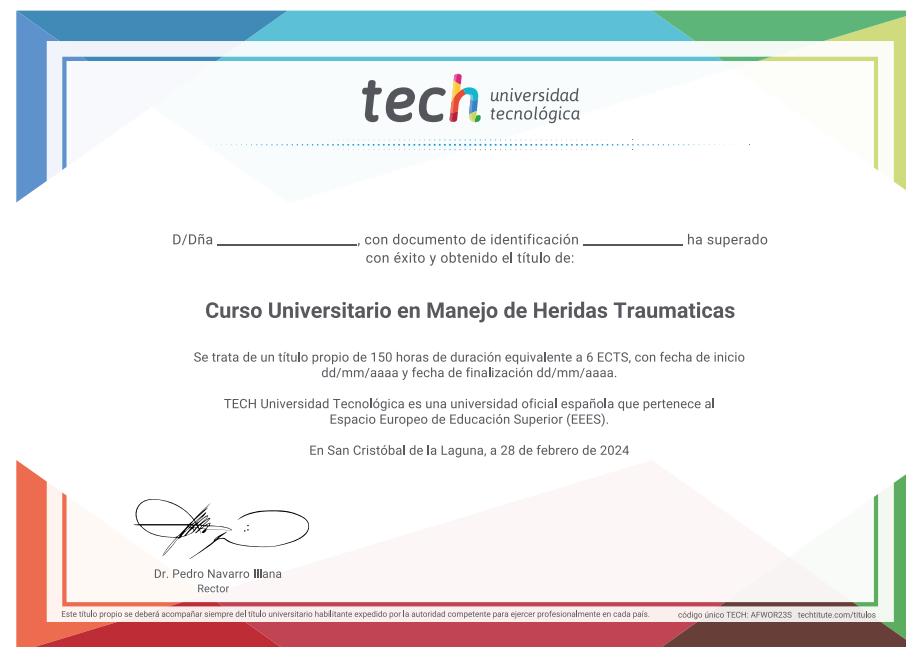 tech universidad
tecnológica
D/Dña ____________________, con documento de identificación ______________ ha superado
con éxito y obtenido el título de:
Curso Universitario en Manejo de Heridas Traumaticas
Se trata de un título propio de 150 horas de duración equivalente a 6 ECTS, con fecha de inicio
dd/mm/aaaa y fecha de finalización dd/mm/aaaa.
TECH Universidad Tecnológica es una universidad oficial española que pertenece al
Espacio Europeo de Educación Superior (EEES).
En San Cristóbal de la Laguna, a 28 de febrero de 2024
Dr. Pedro Navarro Illana
Rector
Este título propio se deberá acompañar siempre del título universitario habilitante expedido por la autoridad competente para ejercer profesionalmente en cada país.
código único TECH: AFWOR23S techtitute.com/titulos